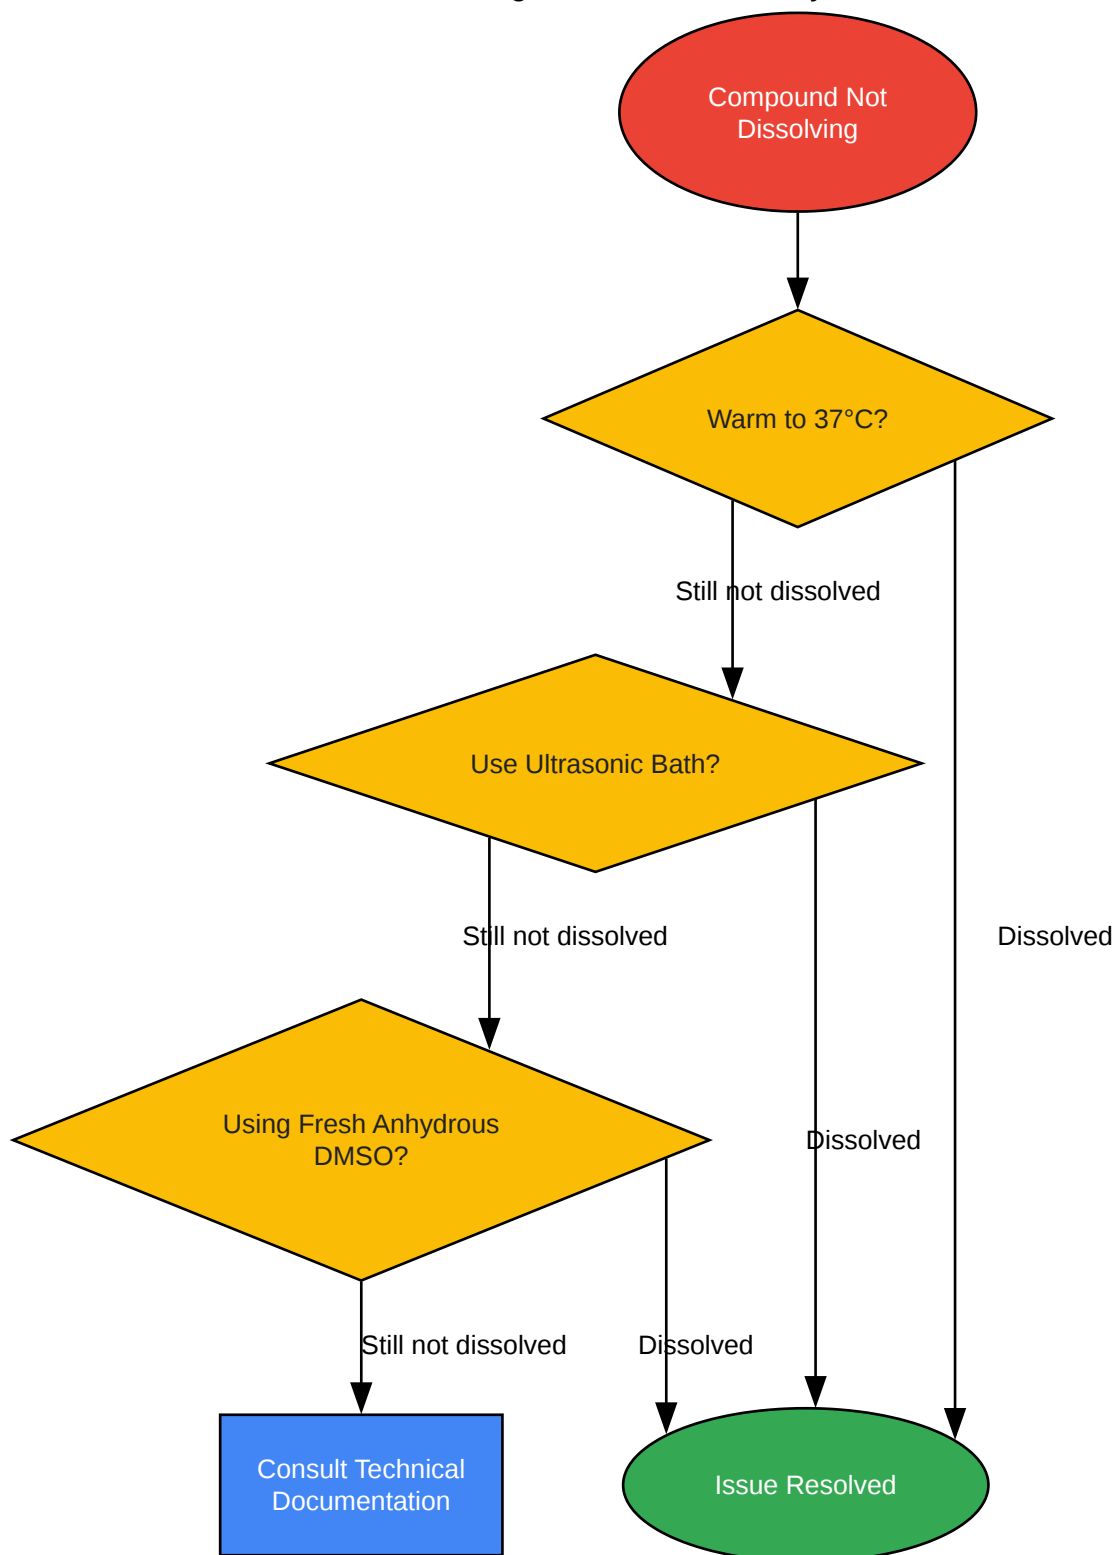 Compound Not
Dissolving
Warm to 37°C?
Still not dissolved
Use Ultrasonic Bath?
Still not dissolved
Dissolved
Using Fresh Anhydrous
DMSO?
Dissolved
Still not dissolved
Dissolved
Consult Technical
Documentation
Issue Resolved